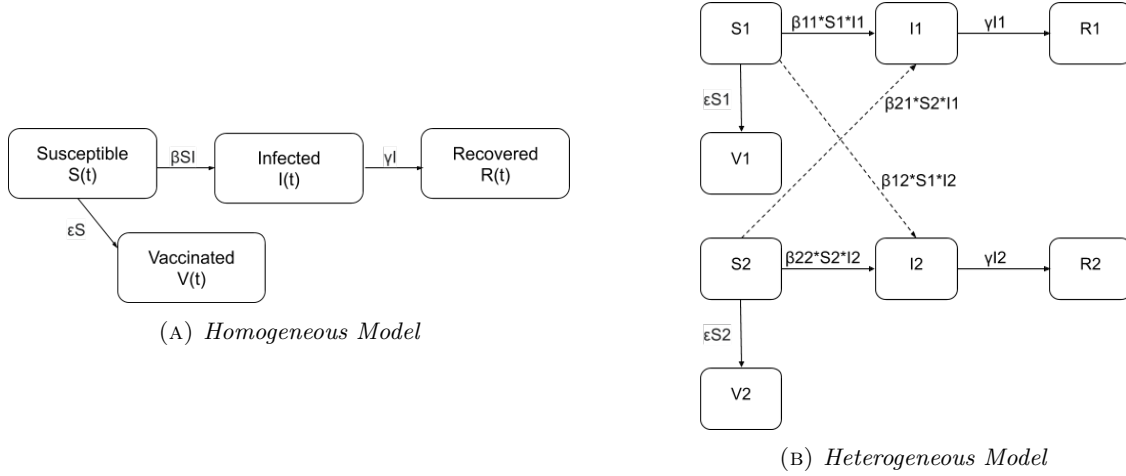 Susceptible
S(t)
βSI
Infected
I(t)
γI
Recovered
R(t)
εS
Vaccinated
V(t)
(A) Homogeneous Model
S1
β11*S1*I1
I1
γI1
R1
εS1
β21*S2*I1
V1
β12*S1*I2
S2
β22*S2*I2
I2
γI2
R2
εS2
V2
(B) Heterogeneous Model